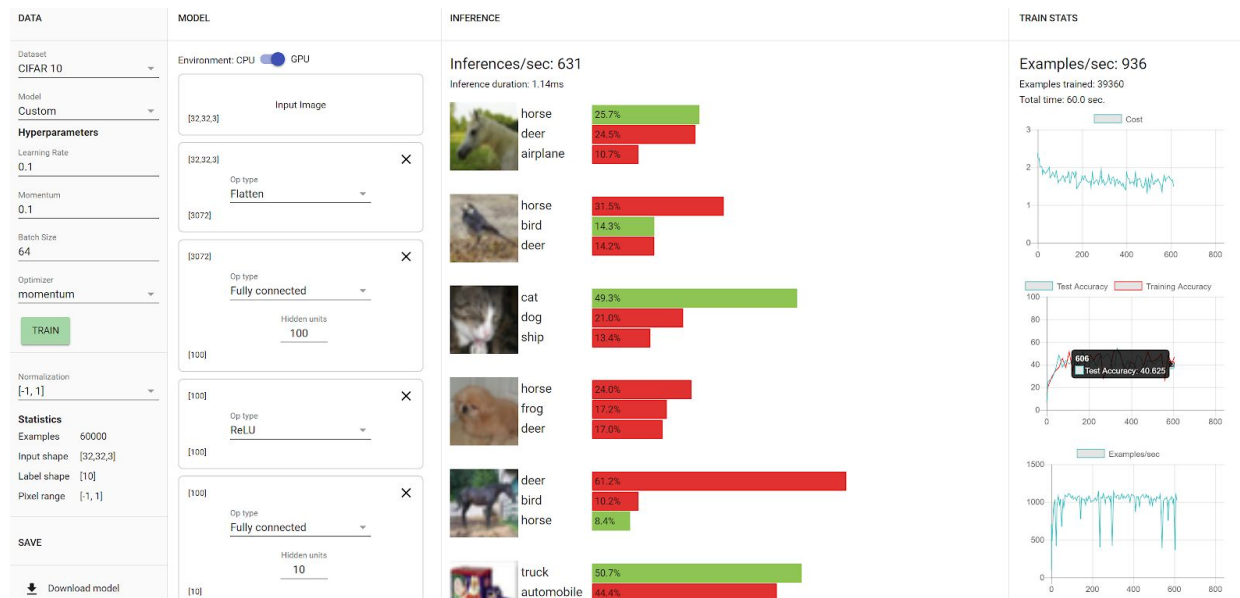 DATA
Dataset
CIFAR 10
Model
Custom
Hyperparameters
Learning Rate
0.1
Momentum
0.1
Batch Size
64
Optimizer
momentum
TRAIN
Normalization
[-1, 1]
Statistics
Examples 60000
Input shape [32,32,3]
Label shape [10]
Pixel range [-1, 1]
SAVE
Download model
MODEL
Environment: CPU GPU
Input Image
[32,32,3]
[32,32,3]
Op type
Flatten
[3072]
[3072]
Op type
Fully connected
Hidden units
100
[100]
[100]
Op type
ReLU
[100]
[100]
Op type
Fully connected
Hidden units
10
[10]
INFERENCE
Inferences/sec: 631
Inference duration: 1.14ms
horse 25.7%
deer 24.5%
airplane 10.7%
horse 31.5%
bird 14.3%
deer 14.2%
cat 49.3%
dog 21.0%
ship 13.4%
horse 24.0%
frog 17.2%
deer 17.0%
deer 61.2%
bird 10.2%
horse 8.4%
truck 50.7%
automobile 44.4%
TRAIN STATS
Examples/sec: 936
Examples trained: 39360
Total time: 60.0 sec.
Cost
3
2
1
0
0 200 400 600 800
Test Accuracy Training Accuracy
100
80
60
40
20
0
606
Test Accuracy: 40.625
0 200 400 600 800
Examples/sec
1500
1000
500
0
0 200 400 600 800